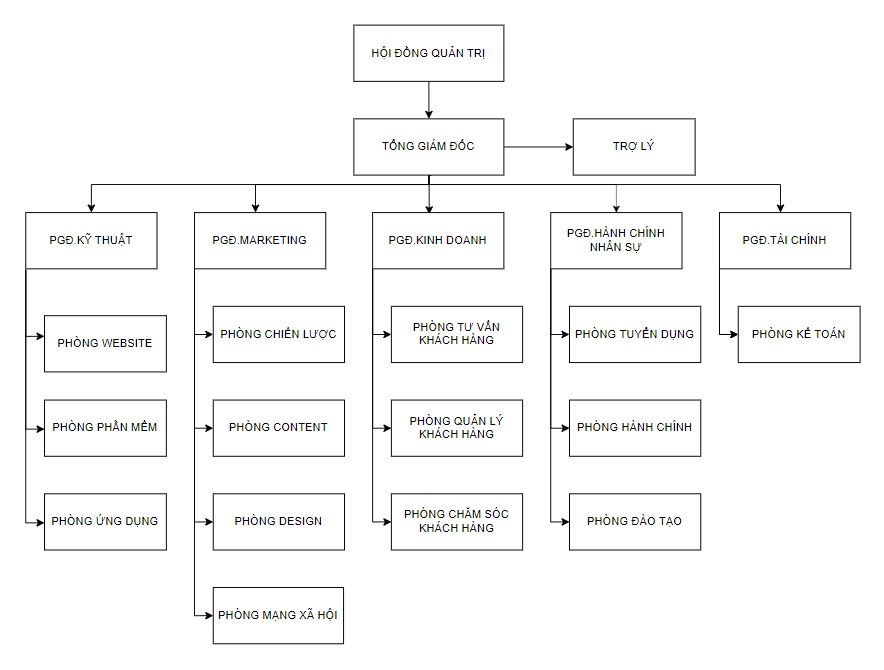 HỘI ĐỒNG QUẢN TRỊ
TỔNG GIÁM ĐỐC
TRỢ LÝ
PGĐ.KỸ THUẬT
PGĐ.MARKETING
PGĐ.KINH DOANH
PGĐ.HÀNH CHÍNH
NHÂN SỰ
PGĐ.TÀI CHÍNH
PHÒNG WEBSITE
PHÒNG CHIẾN LƯỢC
PHÒNG TƯ VẤN
KHÁCH HÀNG
PHÒNG TUYỂN DỤNG
PHÒNG KẾ TOÁN
PHÒNG PHẦN MỀM
PHÒNG CONTENT
PHÒNG QUẢN LÝ
KHÁCH HÀNG
PHÒNG HÀNH CHÍNH
PHÒNG ỨNG DỤNG
PHÒNG DESIGN
PHÒNG CHĂM SÓC
KHÁCH HÀNG
PHÒNG ĐÀO TẠO
PHÒNG MẠNG XÃ HỘI